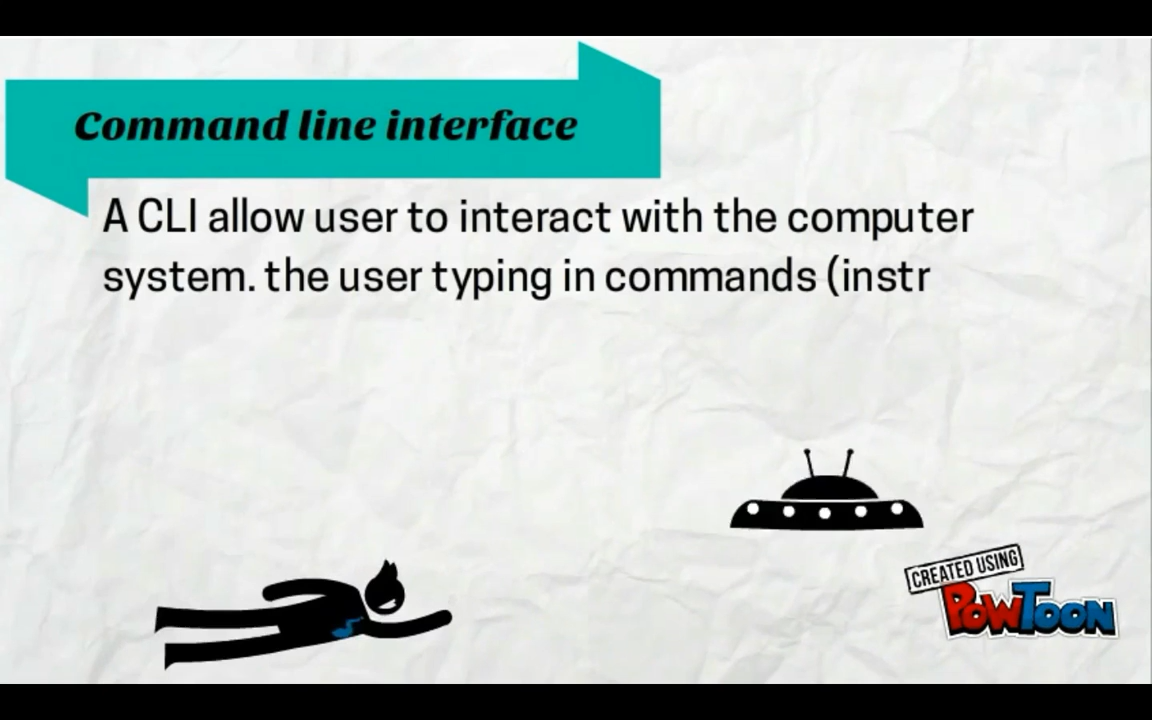 Command line interface
A CLI allow user to interact with the computer
system. the user typing in commands (instr
CREATED USING
POWTOON